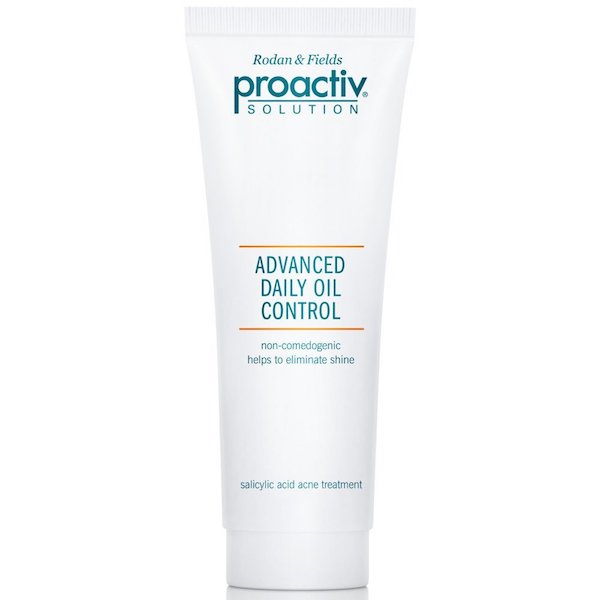 Rodan & Fields
proactiv®
SOLUTION
ADVANCED
DAILY OIL
CONTROL
non-comedogenic
helps to eliminate shine
salicylic acid acne treatment